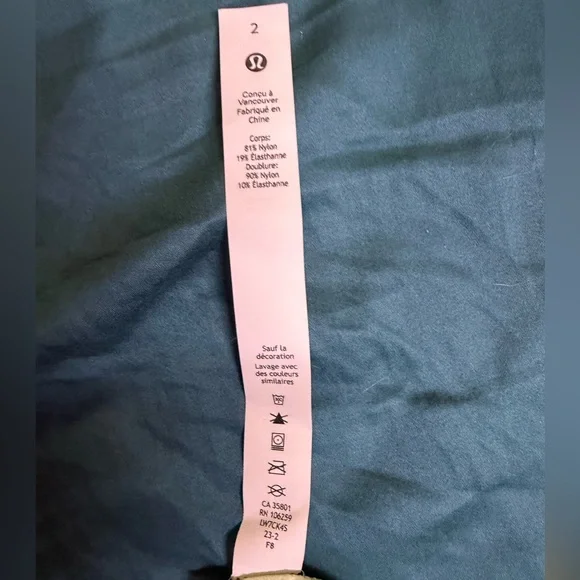 2
Conçu à
Vancouver
Fabriqué en
Chine
Corps:
81% Nylon
19% Élasthanne
Doublure:
90% Nylon
10% Élasthanne
Sauf la
décoration
Lavage avec
des couleurs
similaires
CA 35801
RN 106259
LW7CK4S
23-2
F8